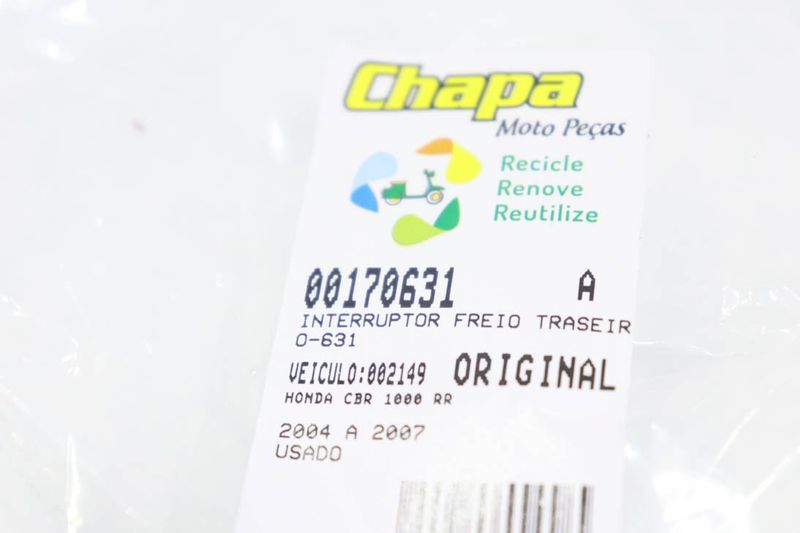 Chapa
Moto Peças
Recicle
Renove
Reutilize
00170631 A
INTERRUPTOR FREIO TRASEIR
O-631
VEICULO:002149 ORIGINAL
HONDA CBR 1000 RR
2004 A 2007
USADO